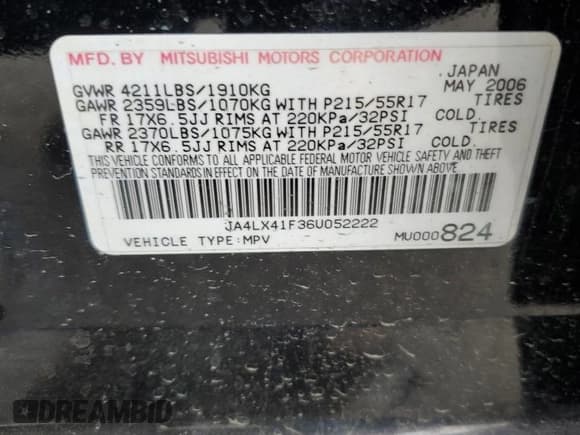 MFD. BY MITSUBISHI MOTORS CORPORATION
JAPAN
GVWR 4211LBS/1910KG MAY 2006
GAWR 2359LBS/1070KG WITH P215/55R17 TIRES
FR 17X6.5JJ RIMS AT 220KPa/32PSI COLD.
GAWR 2370LBS/1075KG WITH P215/55R17 TIRES
RR 17X6.5JJ RIMS AT 220KPa/32PSI COLD.
THIS VEHICLE CONFORMS TO ALL APPLICABLE FEDERAL MOTOR VEHICLE SAFETY AND THEFT
PREVENTION STANDARDS IN EFFECT ON THE DATE OF MANUFACTURE SHOWN ABOVE.
JA4LX41F36U052222
VEHICLE TYPE:MPV MU000824
DREAMBID